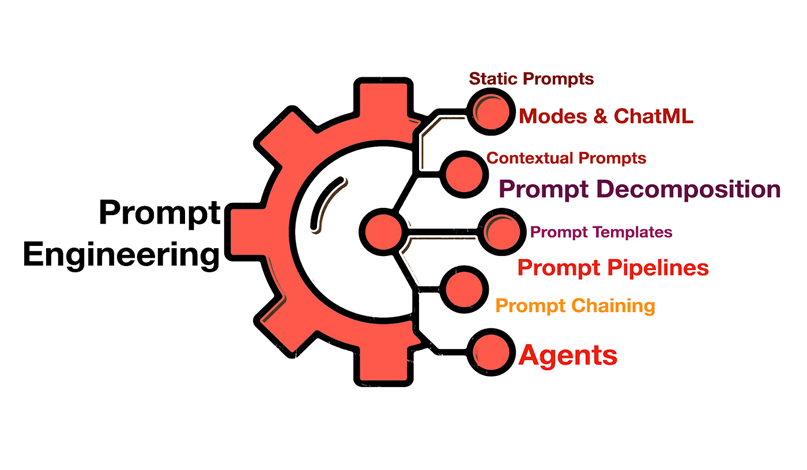 Prompt
Engineering
Static Prompts
Modes & ChatML
Contextual Prompts
Prompt Decomposition
Prompt Templates
Prompt Pipelines
Prompt Chaining
Agents